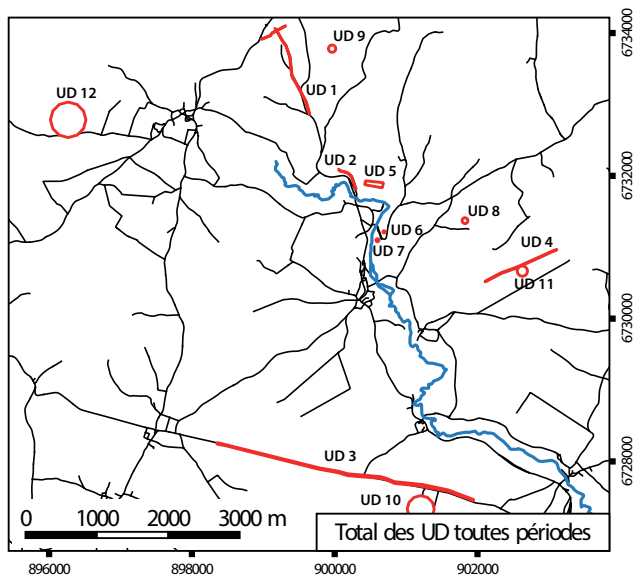 UD 9
UD 12
UD 1
UD 2
UD 5
UD 8
UD 6
UD 7
UD 4
UD 11
UD 3
UD 10
0 1000 2000 3000 m
Total des UD toutes périodes
896000 898000 900000 902000
6734000
6732000
6730000
6728000